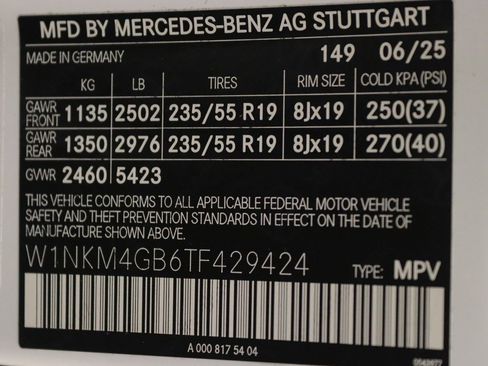 MFD BY MERCEDES-BENZ AG STUTTGART
MADE IN GERMANY 149 06/25
KG LB TIRES RIM SIZE COLD KPA(PSI)
GAWR FRONT 1135 2502 235/55 R19 8Jx19 250(37)
GAWR REAR 1350 2976 235/55 R19 8Jx19 270(40)
GVWR 2460 5423
THIS VEHICLE CONFORMS TO ALL APPLICABLE FEDERAL MOTOR VEHICLE
SAFETY AND THEFT PREVENTION STANDARDS IN EFFECT ON THE DATE
OF MANUFACTURE SHOWN ABOVE.
W1NKM4GB6TF429424 TYPE: MPV
A 000 817 54 04